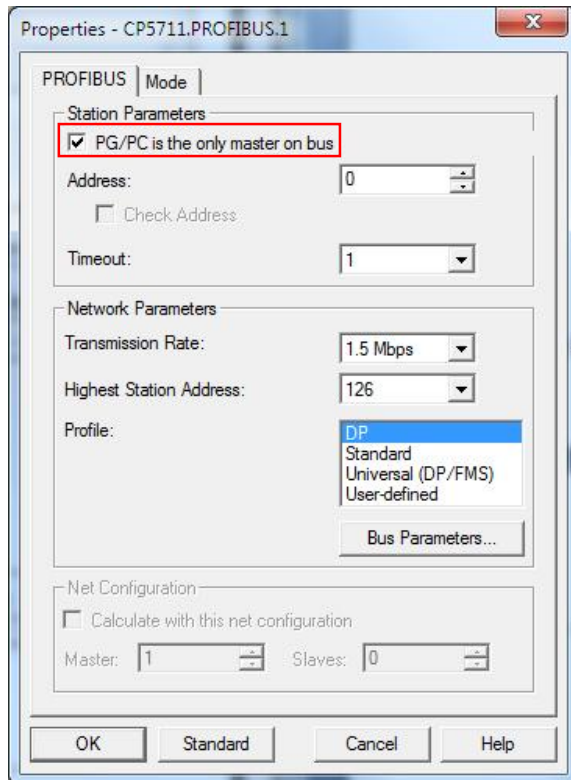 Properties - CP5711.PROFIBUS.1
PROFIBUS Mode
Station Parameters
PG/PC is the only master on bus
Address: 0
Check Address
Timeout: 1
Network Parameters
Transmission Rate: 1.5 Mbps
Highest Station Address: 126
Profile: DP
Standard
Universal (DP/FMS)
User-defined
Bus Parameters...
Net Configuration
Calculate with this net configuration
Master: 1 Slaves: 0
OK Standard Cancel Help